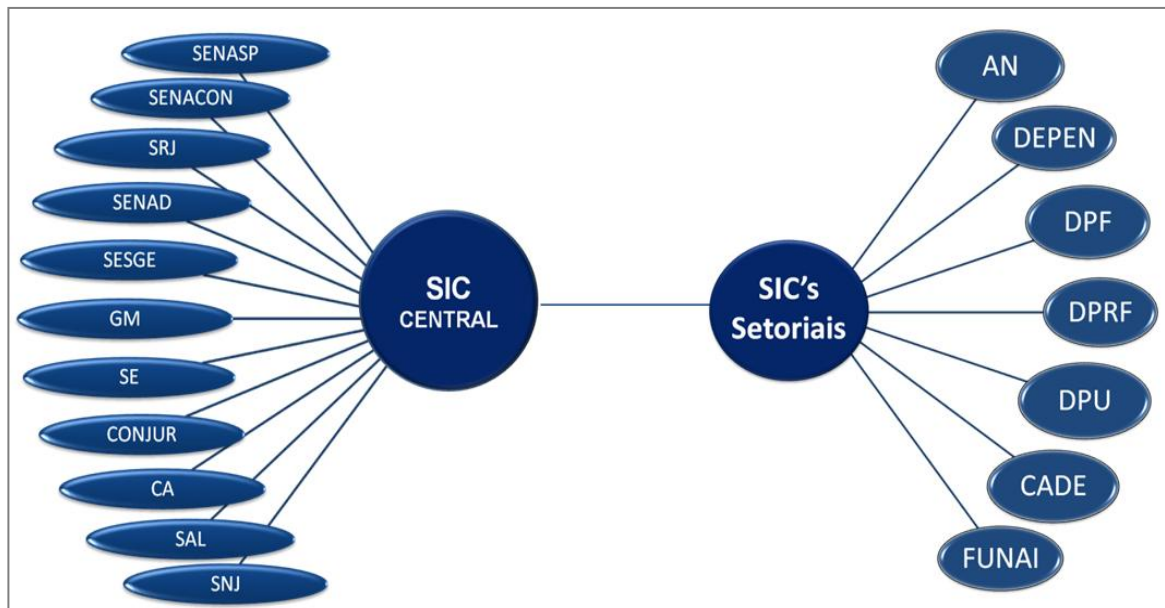 SENASP
SENACON
SRJ
SENAD
SESGE
GM
SE
CONJUR
CA
SAL
SNJ
SIC
CENTRAL
SIC's
Setoriais
AN
DEPEN
DPF
DPRF
DPU
CADE
FUNAI